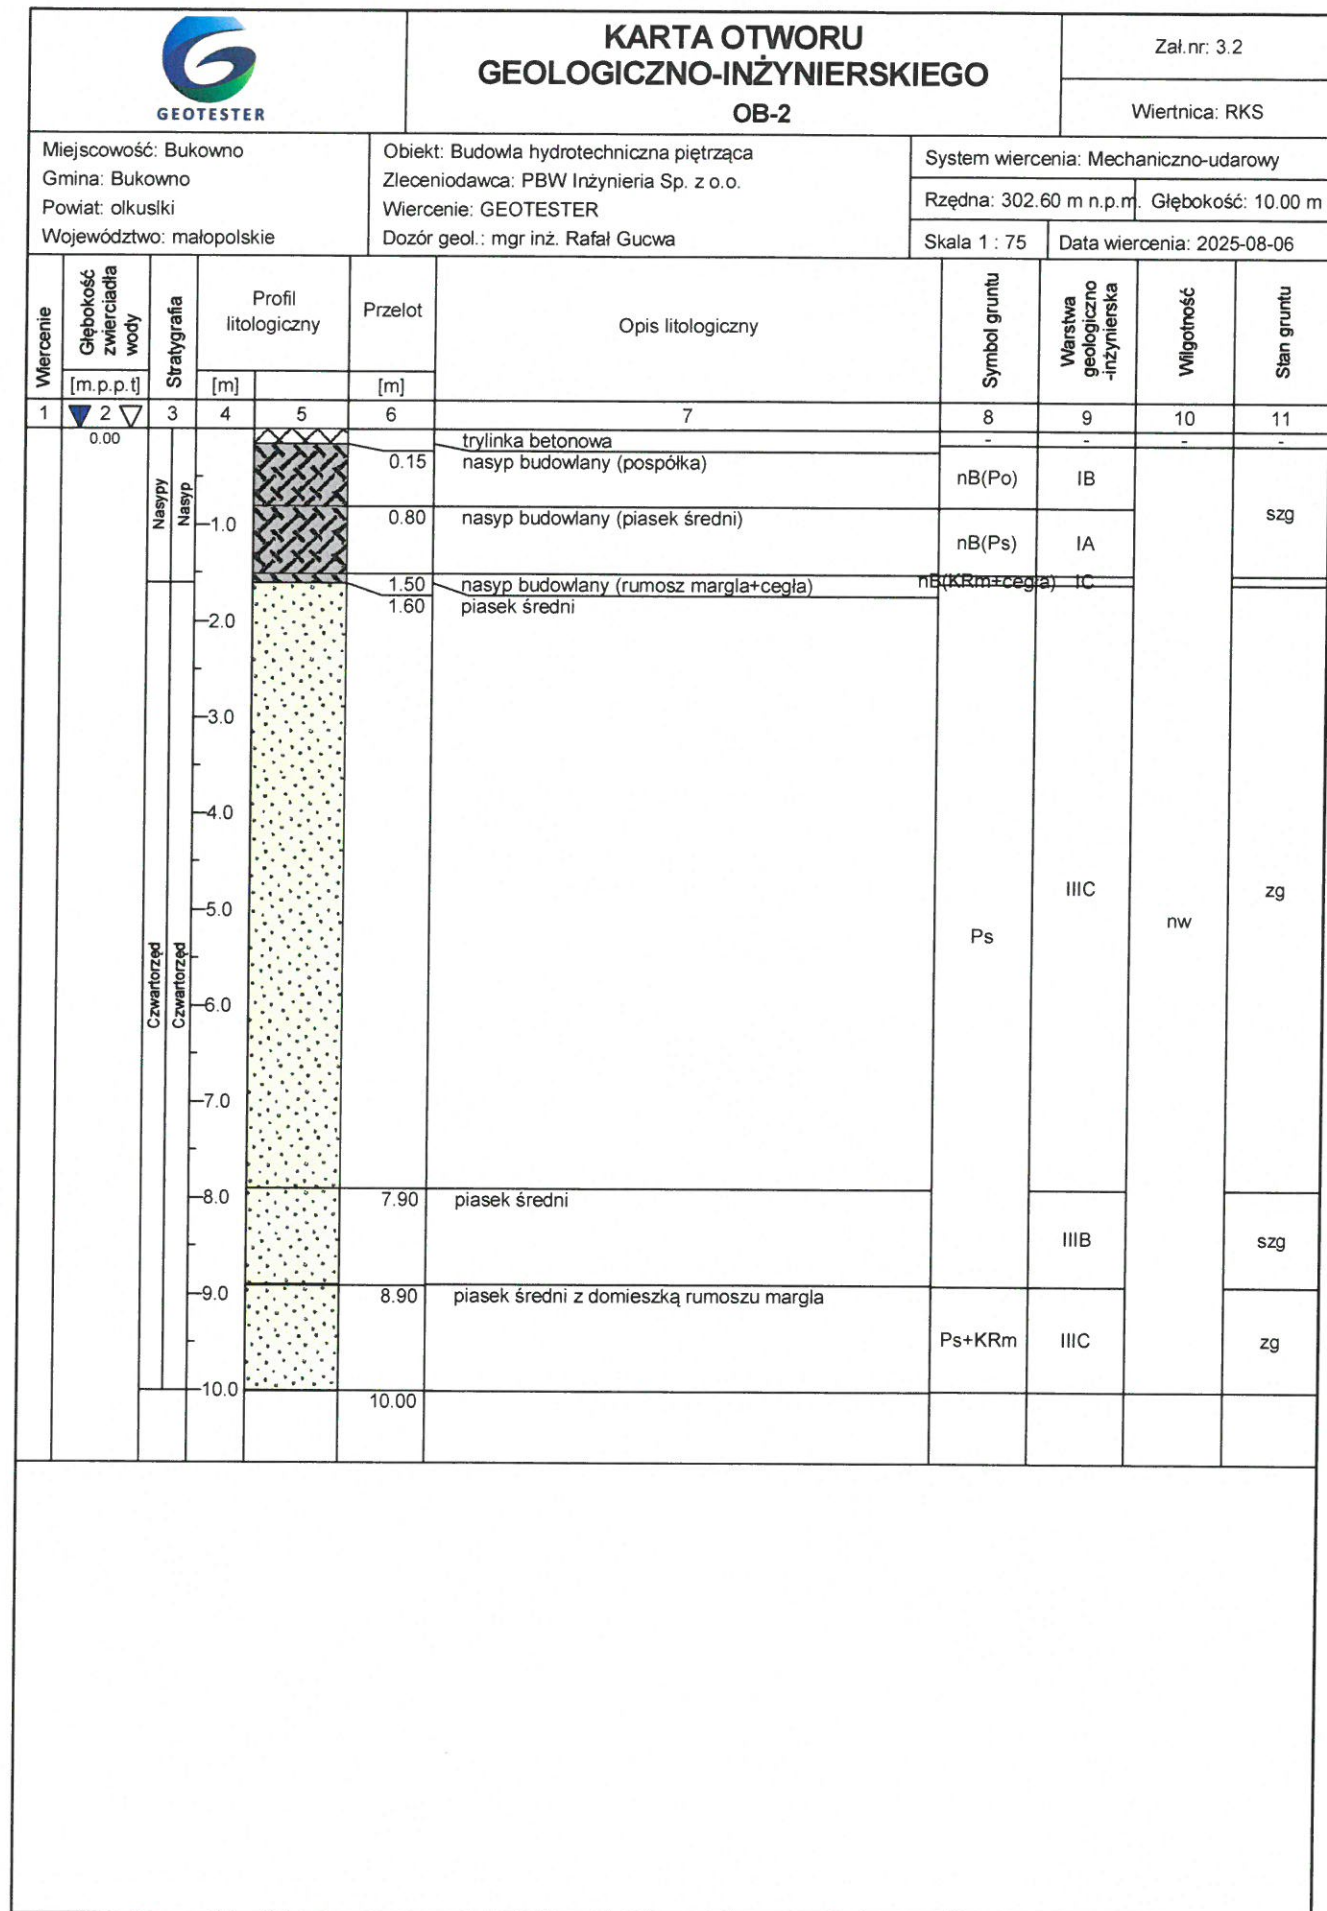 GEOTESTER
KARTA OTWORU
GEOLOGICZNO-INŻYNIERSKIEGO
OB-2
Zał.nr: 3.2
Wiertnica: RKS
Miejscowość: Bukowno
Gmina: Bukowno
Powiat: olkuslki
Województwo: małopolskie
Obiekt: Budowla hydrotechniczna piętrząca
Zleceniodawca: PBW Inżynieria Sp. z o.o.
Wiercenie: GEOTESTER
Dozór geol.: mgr inż. Rafał Gucwa
System wiercenia: Mechaniczno-udarowy
Rzędna: 302.60 m n.p.m. Głębokość: 10.00 m
Skala 1 : 75 Data wiercenia: 2025-08-06
Wiercenie
Głębokość
zwierciadła
wody
[m.p.p.t]
Stratygrafia
Profil
litologiczny
[m]
Przelot
[m]
Opis litologiczny
Symbol gruntu
Warstwa
geologiczno
-inżynierska
Wilgotność
Stan gruntu
1 2 3 4 5 6 7 8 9 10 11
0.00
trylinka betonowa - - - -
0.15 nasyp budowlany (pospółka)
nB(Po) IB
Nasypy
Nasyp
szg
1.0
0.80 nasyp budowlany (piasek średni)
nB(Ps) IA
1.50 nasyp budowlany (rumosz margla+cegła) nB(KRm+cegła) IC
1.60 piasek średni
2.0
3.0
4.0
5.0
IIIC
zg
nw
Ps
Czwartorzęd
Czwartorzęd
6.0
7.0
8.0
7.90 piasek średni
IIIB szg
9.0
8.90 piasek średni z domieszką rumoszu margla
Ps+KRm IIIC zg
10.0
10.00